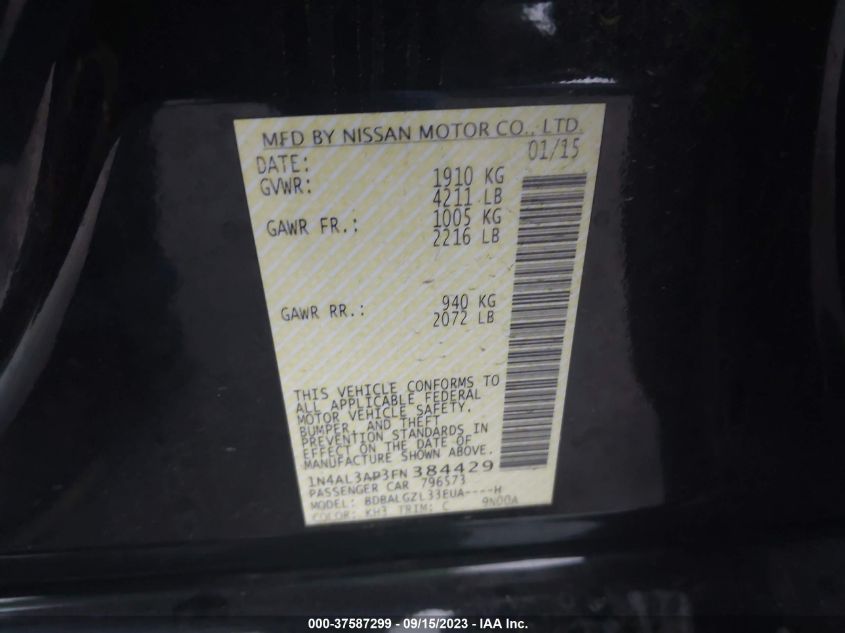 MFD BY NISSAN MOTOR CO., LTD.
DATE: 01/15
GVWR: 1910 KG
4211 LB
GAWR FR.: 1005 KG
2216 LB
GAWR RR.: 940 KG
2072 LB
THIS VEHICLE CONFORMS TO
ALL APPLICABLE FEDERAL
MOTOR VEHICLE SAFETY,
BUMPER, AND THEFT
PREVENTION STANDARDS IN
EFFECT ON THE DATE OF
MANUFACTURE SHOWN ABOVE.
1N4AL3AP3FN384429
PASSENGER CAR 796573
MODEL: BDBALGZL33EUA----H
COLOR: KH3 TRIM: C 9N00A
000-37587299 - 09/15/2023 - IAA Inc.